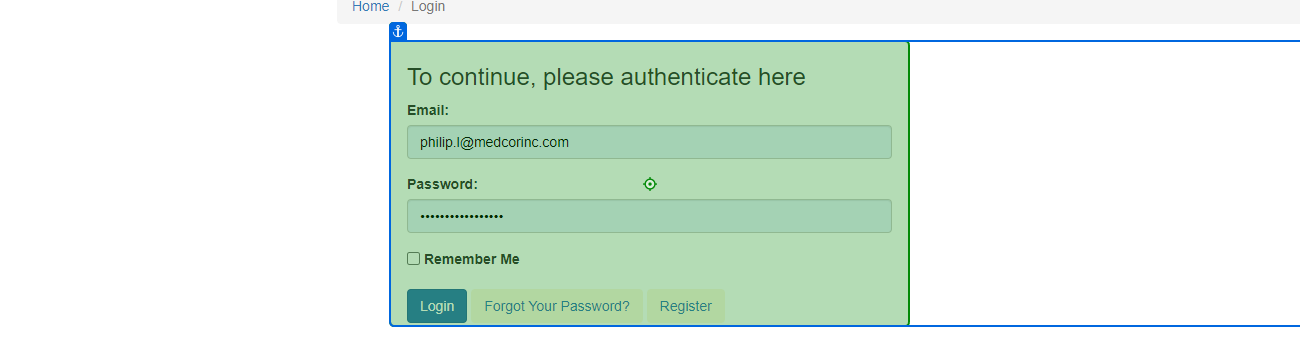 Home / Login
To continue, please authenticate here
Email:
philip.l@medcorinc.com
Password:
•••••••••••••••••
Remember Me
Login Forgot Your Password? Register